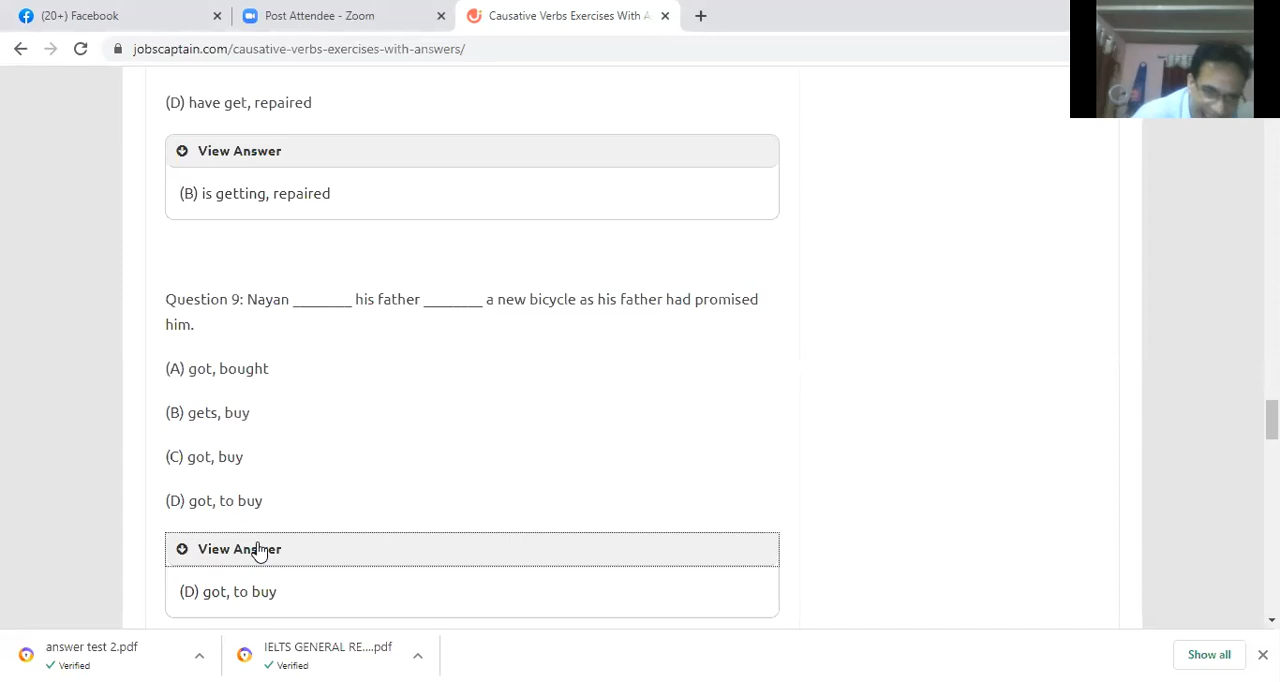 (20+) Facebook
Post Attendee - Zoom
Causative Verbs Exercises With A
jobscaptain.com/causative-verbs-exercises-with-answers/
(D) have get, repaired
View Answer
(B) is getting, repaired
Question 9: Nayan ________ his father ________ a new bicycle as his father had promised
him.
(A) got, bought
(B) gets, buy
(C) got, buy
(D) got, to buy
View Answer
(D) got, to buy
answer test 2.pdf
Verified
IELTS GENERAL RE....pdf
Verified
Show all